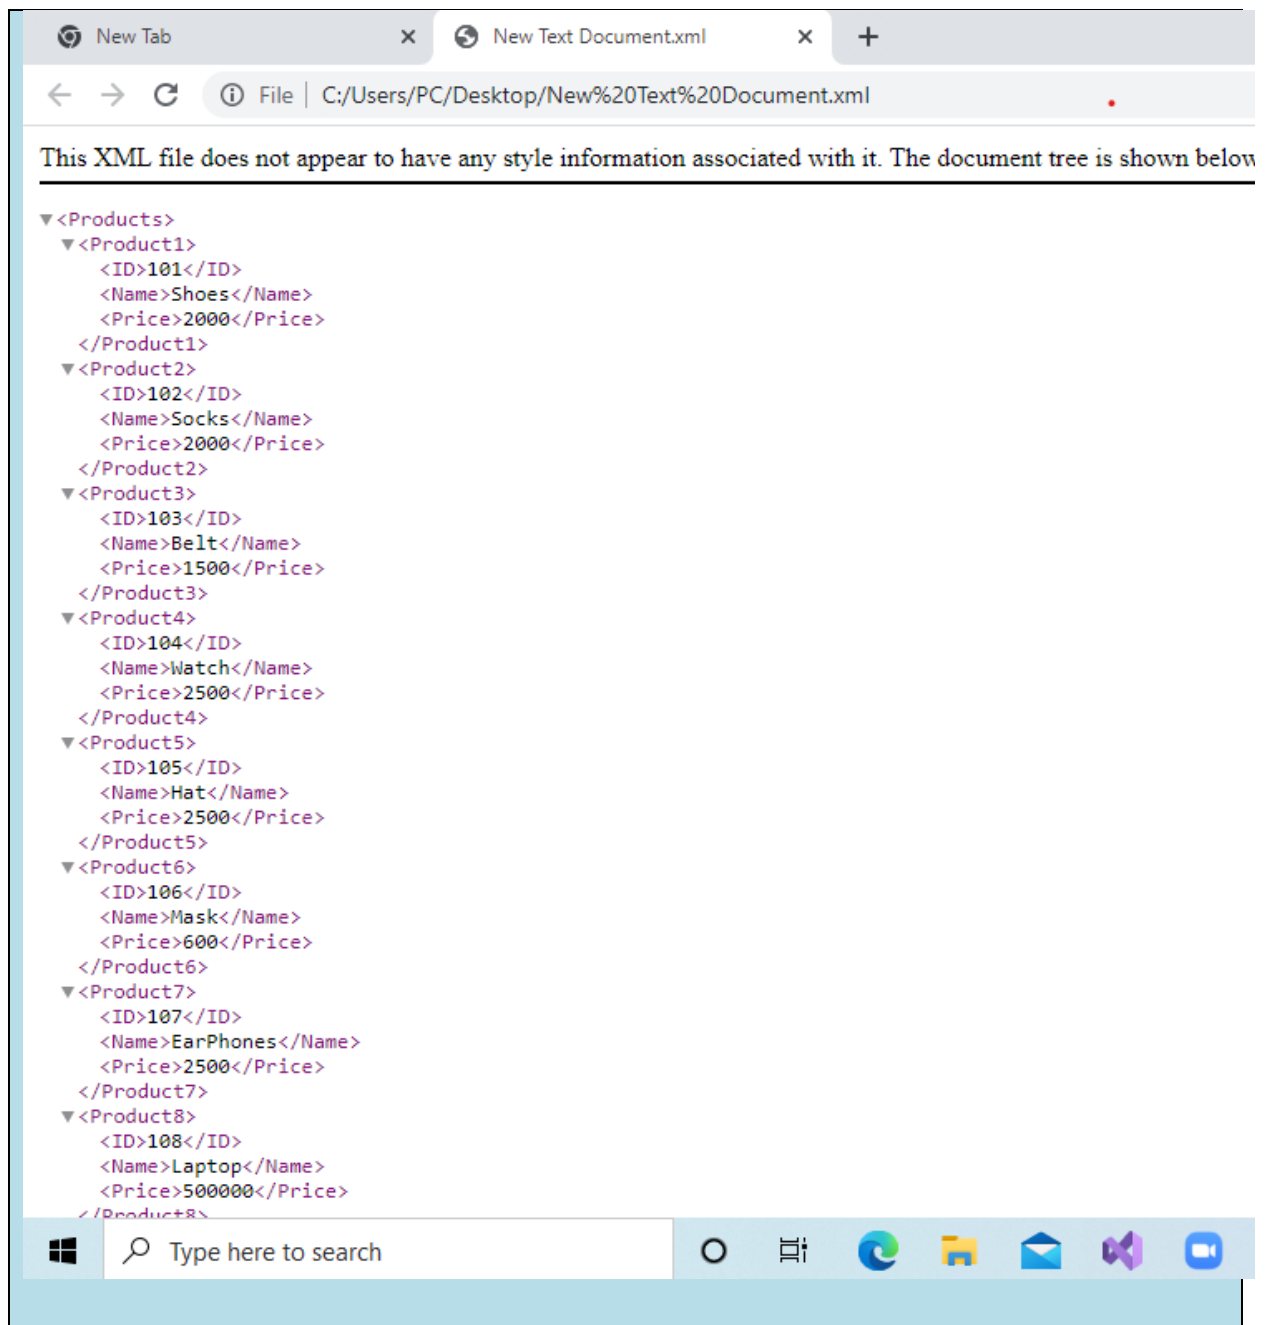 New Tab
New Text Document.xml
File | C:/Users/PC/Desktop/New%20Text%20Document.xml
This XML file does not appear to have any style information associated with it. The document tree is shown below
<Products>
<Product1>
<ID>101</ID>
<Name>Shoes</Name>
<Price>2000</Price>
</Product1>
<Product2>
<ID>102</ID>
<Name>Socks</Name>
<Price>2000</Price>
</Product2>
<Product3>
<ID>103</ID>
<Name>Belt</Name>
<Price>1500</Price>
</Product3>
<Product4>
<ID>104</ID>
<Name>Watch</Name>
<Price>2500</Price>
</Product4>
<Product5>
<ID>105</ID>
<Name>Hat</Name>
<Price>2500</Price>
</Product5>
<Product6>
<ID>106</ID>
<Name>Mask</Name>
<Price>600</Price>
</Product6>
<Product7>
<ID>107</ID>
<Name>EarPhones</Name>
<Price>2500</Price>
</Product7>
<Product8>
<ID>108</ID>
<Name>Laptop</Name>
<Price>500000</Price>
</Product8>
Type here to search